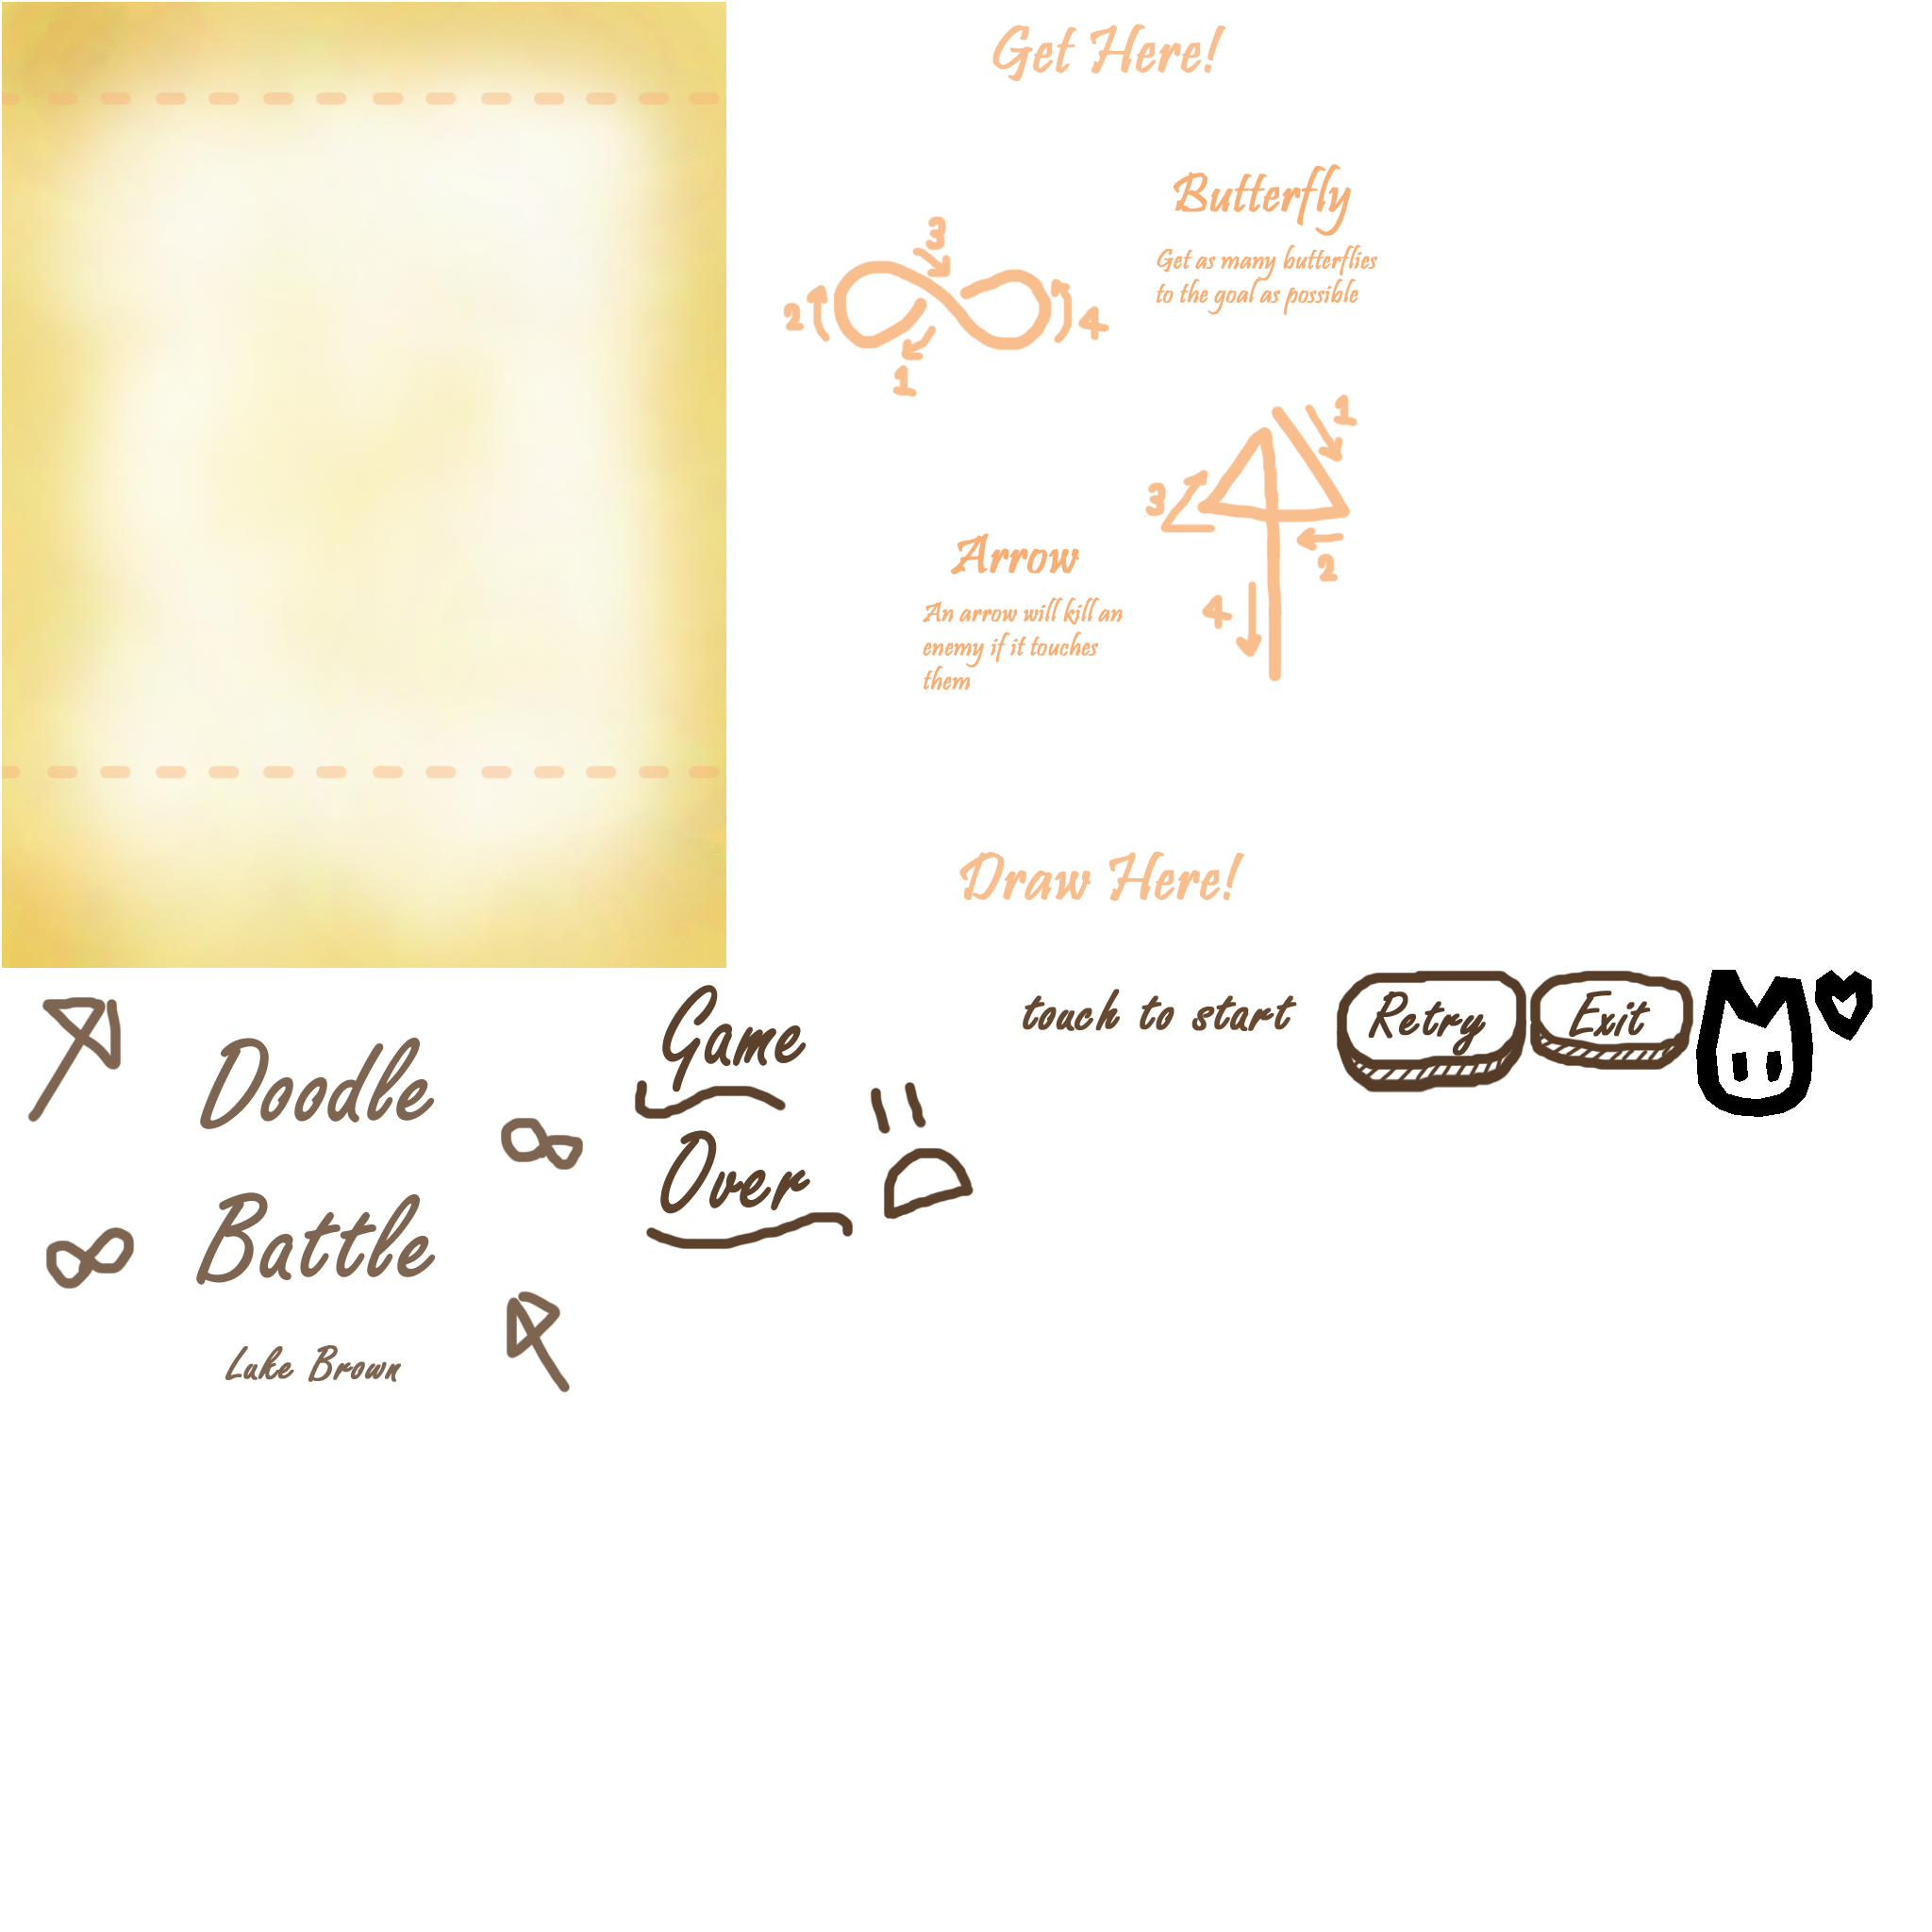 Get Here!
Butterfly
Get as many butterflies
to the goal as possible
3
2
4
1
1
3
2
4
Arrow
An arrow will kill an
enemy if it touches
them
Draw Here!
Doodle
Battle
Luke Brown
Game
Over
touch to start
Retry
Exit